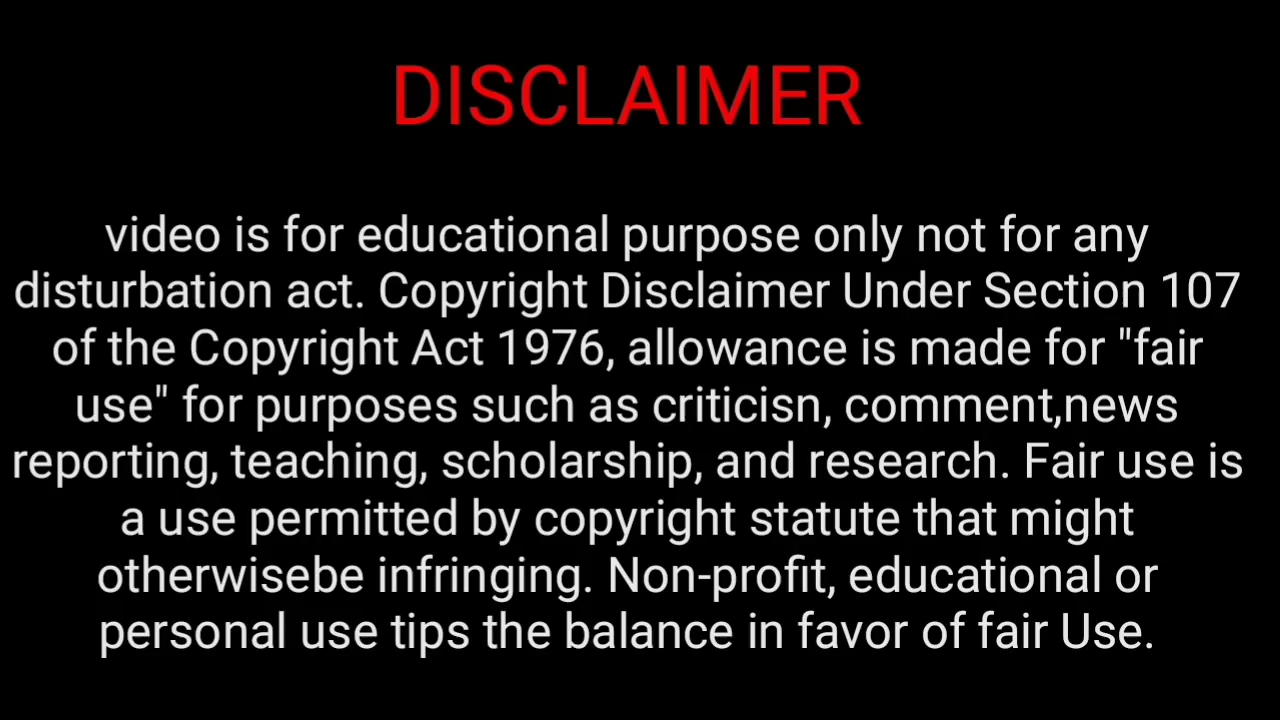 DISCLAIMER
video is for educational purpose only not for any
disturbation act. Copyright Disclaimer Under Section 107
of the Copyright Act 1976, allowance is made for "fair
use" for purposes such as criticisn, comment,news
reporting, teaching, scholarship, and research. Fair use is
a use permitted by copyright statute that might
otherwisebe infringing. Non-profit, educational or
personal use tips the balance in favor of fair Use.